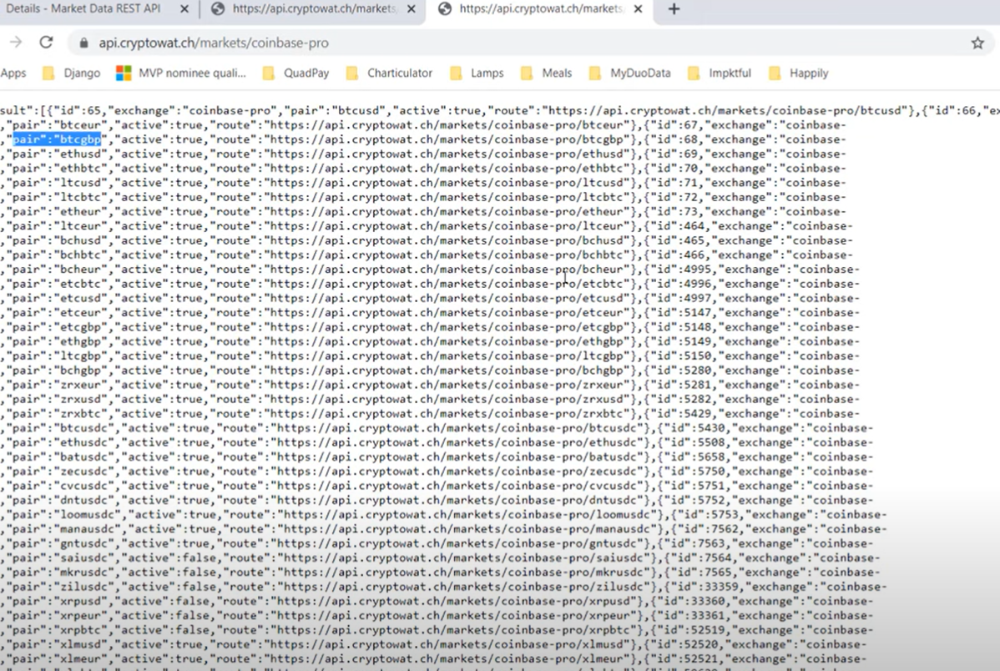 Details - Market Data REST API × https://api.cryptowat.ch/markets × https://api.cryptowat.ch/markets × +
api.cryptowat.ch/markets/coinbase-pro
Apps Django MVP nominee quali... QuadPay Charticulator Lamps Meals MyDuoData Impktful Happily
sult":[{"id":65,"exchange":"coinbase-pro","pair":"btcusd","active":true,"route":"https://api.cryptowat.ch/markets/coinbase-pro/btcusd"},{"id":66,"ex
,"pair":"btceur","active":true,"route":"https://api.cryptowat.ch/markets/coinbase-pro/btceur"},{"id":67,"exchange":"coinbase-
,"pair":"btcgbp","active":true,"route":"https://api.cryptowat.ch/markets/coinbase-pro/btcgbp"},{"id":68,"exchange":"coinbase-
,"pair":"ethusd","active":true,"route":"https://api.cryptowat.ch/markets/coinbase-pro/ethusd"},{"id":69,"exchange":"coinbase-
,"pair":"ethbtc","active":true,"route":"https://api.cryptowat.ch/markets/coinbase-pro/ethbtc"},{"id":70,"exchange":"coinbase-
,"pair":"ltcusd","active":true,"route":"https://api.cryptowat.ch/markets/coinbase-pro/ltcusd"},{"id":71,"exchange":"coinbase-
,"pair":"ltcbtc","active":true,"route":"https://api.cryptowat.ch/markets/coinbase-pro/ltcbtc"},{"id":72,"exchange":"coinbase-
,"pair":"etheur","active":true,"route":"https://api.cryptowat.ch/markets/coinbase-pro/etheur"},{"id":73,"exchange":"coinbase-
,"pair":"ltceur","active":true,"route":"https://api.cryptowat.ch/markets/coinbase-pro/ltceur"},{"id":464,"exchange":"coinbase-
,"pair":"bchusd","active":true,"route":"https://api.cryptowat.ch/markets/coinbase-pro/bchusd"},{"id":465,"exchange":"coinbase-
,"pair":"bchbtc","active":true,"route":"https://api.cryptowat.ch/markets/coinbase-pro/bchbtc"},{"id":466,"exchange":"coinbase-
,"pair":"bcheur","active":true,"route":"https://api.cryptowat.ch/markets/coinbase-pro/bcheur"},{"id":4995,"exchange":"coinbase-
,"pair":"etcbtc","active":true,"route":"https://api.cryptowat.ch/markets/coinbase-pro/etcbtc"},{"id":4996,"exchange":"coinbase-
,"pair":"etcusd","active":true,"route":"https://api.cryptowat.ch/markets/coinbase-pro/etcusd"},{"id":4997,"exchange":"coinbase-
,"pair":"etceur","active":true,"route":"https://api.cryptowat.ch/markets/coinbase-pro/etceur"},{"id":5147,"exchange":"coinbase-
,"pair":"etcgbp","active":true,"route":"https://api.cryptowat.ch/markets/coinbase-pro/etcgbp"},{"id":5148,"exchange":"coinbase-
,"pair":"ethgbp","active":true,"route":"https://api.cryptowat.ch/markets/coinbase-pro/ethgbp"},{"id":5149,"exchange":"coinbase-
,"pair":"ltcgbp","active":true,"route":"https://api.cryptowat.ch/markets/coinbase-pro/ltcgbp"},{"id":5150,"exchange":"coinbase-
,"pair":"bchgbp","active":true,"route":"https://api.cryptowat.ch/markets/coinbase-pro/bchgbp"},{"id":5280,"exchange":"coinbase-
,"pair":"zrxeur","active":true,"route":"https://api.cryptowat.ch/markets/coinbase-pro/zrxeur"},{"id":5281,"exchange":"coinbase-
,"pair":"zrxusd","active":true,"route":"https://api.cryptowat.ch/markets/coinbase-pro/zrxusd"},{"id":5282,"exchange":"coinbase-
,"pair":"zrxbtc","active":true,"route":"https://api.cryptowat.ch/markets/coinbase-pro/zrxbtc"},{"id":5429,"exchange":"coinbase-
,"pair":"btcusdc","active":true,"route":"https://api.cryptowat.ch/markets/coinbase-pro/btcusdc"},{"id":5430,"exchange":"coinbase-
,"pair":"ethusdc","active":true,"route":"https://api.cryptowat.ch/markets/coinbase-pro/ethusdc"},{"id":5508,"exchange":"coinbase-
,"pair":"batusdc","active":true,"route":"https://api.cryptowat.ch/markets/coinbase-pro/batusdc"},{"id":5658,"exchange":"coinbase-
,"pair":"zecusdc","active":true,"route":"https://api.cryptowat.ch/markets/coinbase-pro/zecusdc"},{"id":5750,"exchange":"coinbase-
,"pair":"cvcusdc","active":true,"route":"https://api.cryptowat.ch/markets/coinbase-pro/cvcusdc"},{"id":5751,"exchange":"coinbase-
,"pair":"dntusdc","active":true,"route":"https://api.cryptowat.ch/markets/coinbase-pro/dntusdc"},{"id":5752,"exchange":"coinbase-
,"pair":"loomusdc","active":true,"route":"https://api.cryptowat.ch/markets/coinbase-pro/loomusdc"},{"id":5753,"exchange":"coinbase-
,"pair":"manausdc","active":true,"route":"https://api.cryptowat.ch/markets/coinbase-pro/manausdc"},{"id":7562,"exchange":"coinbase-
,"pair":"gntusdc","active":true,"route":"https://api.cryptowat.ch/markets/coinbase-pro/gntusdc"},{"id":7563,"exchange":"coinbase-
,"pair":"saiusdc","active":false,"route":"https://api.cryptowat.ch/markets/coinbase-pro/saiusdc"},{"id":7564,"exchange":"coinbase-
,"pair":"mkrusdc","active":false,"route":"https://api.cryptowat.ch/markets/coinbase-pro/mkrusdc"},{"id":7565,"exchange":"coinbase-
,"pair":"zilusdc","active":false,"route":"https://api.cryptowat.ch/markets/coinbase-pro/zilusdc"},{"id":33359,"exchange":"coinbase-
,"pair":"xrpusd","active":false,"route":"https://api.cryptowat.ch/markets/coinbase-pro/xrpusd"},{"id":33360,"exchange":"coinbase-
,"pair":"xrpeur","active":false,"route":"https://api.cryptowat.ch/markets/coinbase-pro/xrpeur"},{"id":33361,"exchange":"coinbase-
,"pair":"xrpbtc","active":false,"route":"https://api.cryptowat.ch/markets/coinbase-pro/xrpbtc"},{"id":52519,"exchange":"coinbase-
,"pair":"xlmusd","active":true,"route":"https://api.cryptowat.ch/markets/coinbase-pro/xlmusd"},{"id":52520,"exchange":"coinbase-
,"pair":"xlmeur","active":true,"route":"https://api.cryptowat.ch/markets/coinbase-pro/xlmeur"},{"id":52521,"exchange":"coinbase-